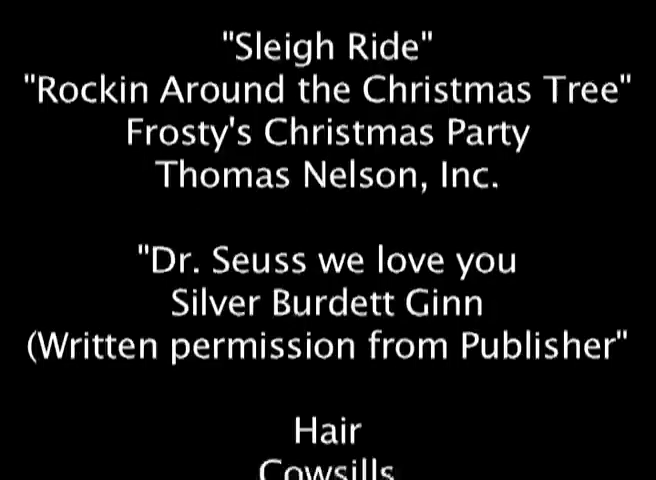 "Sleigh Ride"
"Rockin Around the Christmas Tree"
Frosty's Christmas Party
Thomas Nelson, Inc.
"Dr. Seuss we love you
Silver Burdett Ginn
(Written permission from Publisher"
Hair
Cowsills